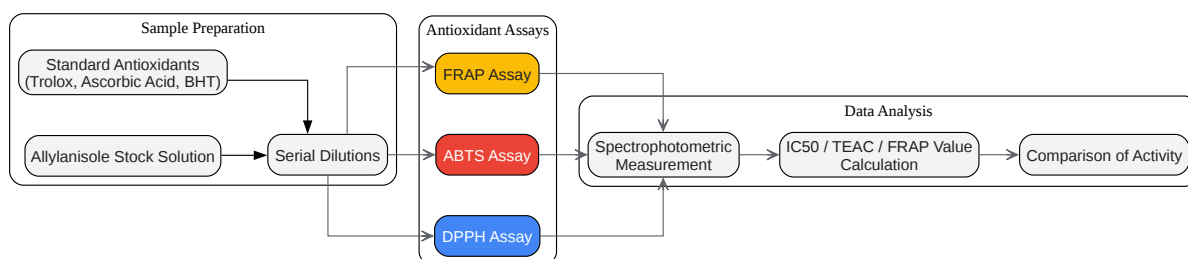 Sample Preparation
Standard Antioxidants
(Trolox, Ascorbic Acid, BHT)
Allylanisole Stock Solution
Serial Dilutions
Antioxidant Assays
FRAP Assay
ABTS Assay
DPPH Assay
Data Analysis
Spectrophotometric
Measurement
IC50 / TEAC / FRAP Value
Calculation
Comparison of Activity